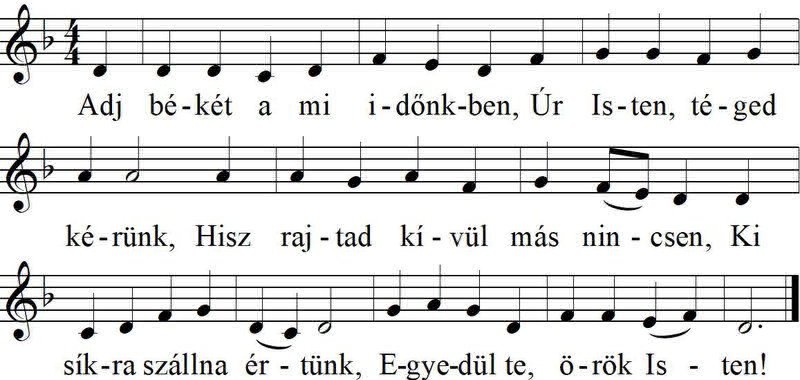 4
4
Adj bé-két a mi i-dőnk-ben, Úr Is-ten, té-ged
ké-rünk, Hisz raj-tad kí-vül más nin-csen, Ki
sík-ra szállna ér-tünk, E-gye-dül te, ö-rök Is-ten!